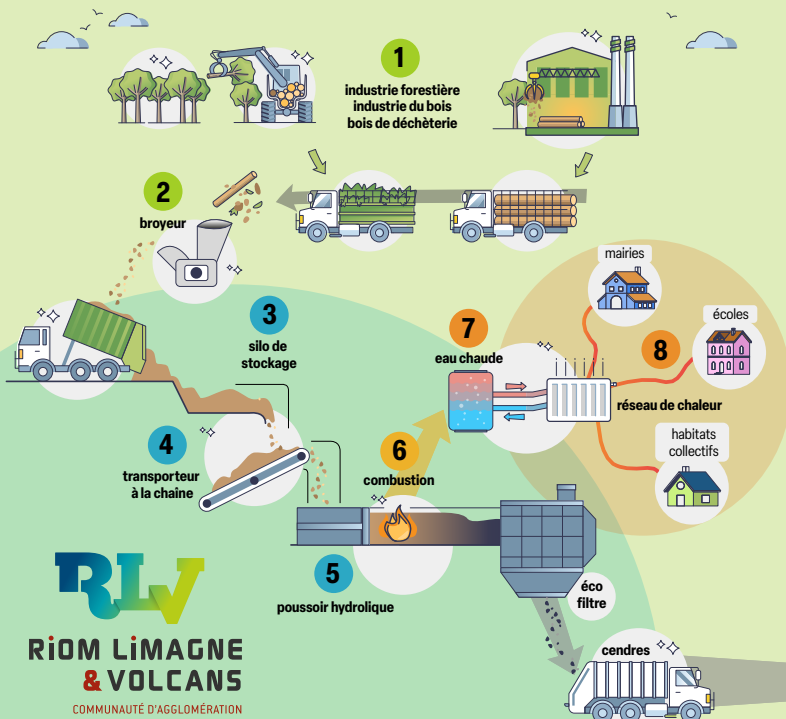 1
industrie forestière
industrie du bois
bois de déchèterie
2
broyeur
3
silo de
stockage
4
transporteur
à la chaîne
5
poussoir hydrolique
6
combustion
7
eau chaude
8
réseau de chaleur
mairies
écoles
habitats
collectifs
éco
filtre
cendres
RLV
RiOM LiMAGNE
& VOLCANS
COMMUNAUTÉ D'AGGLOMÉRATION